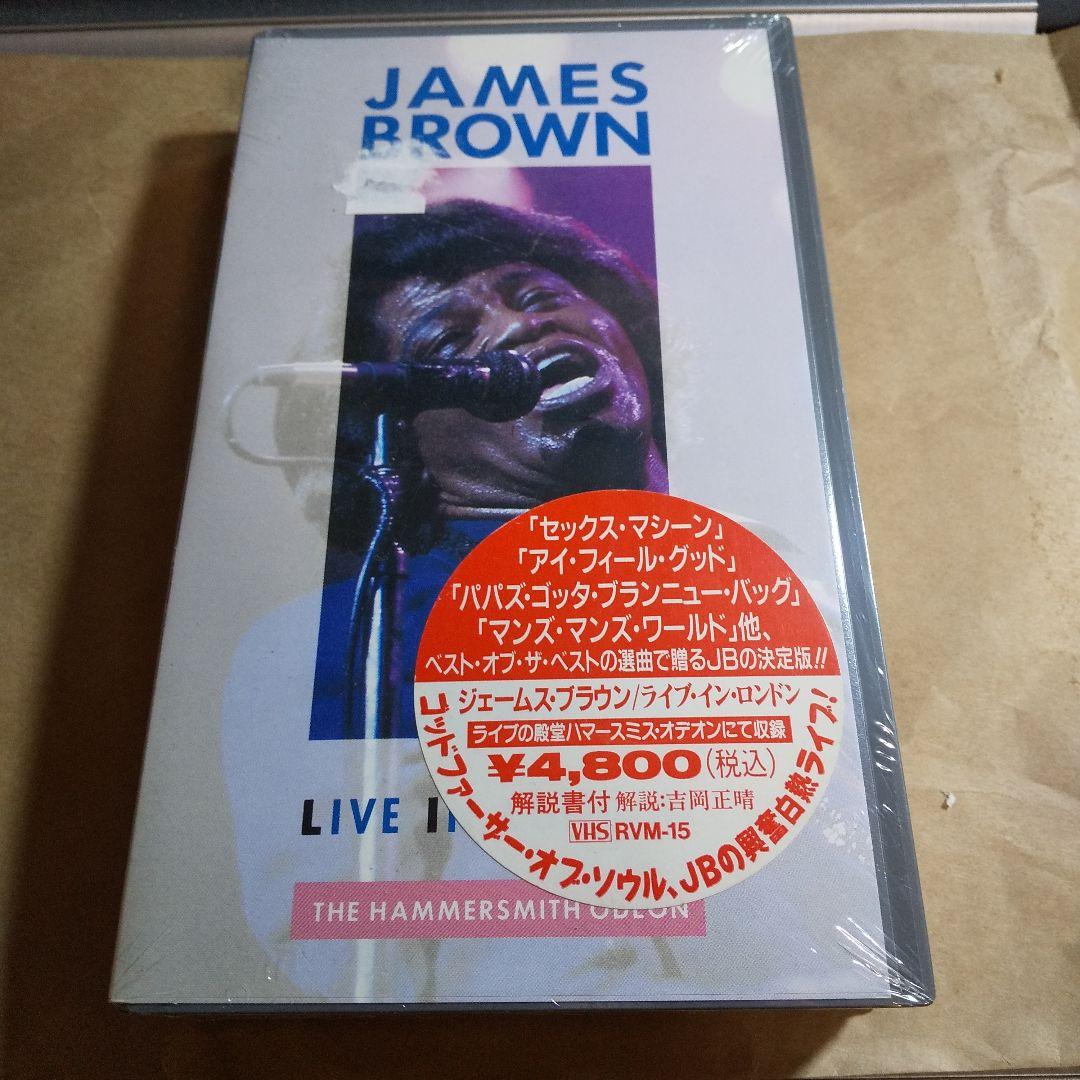 JAMES
BROWN
「セックス・マシーン」
「アイ・フィール・グッド」
「パパズ・ゴッタ・ブランニュー・バッグ」
「マンズ・マンズ・ワールド」他、
ベスト・オブ・ザ・ベストの選曲で贈るJBの決定版!!
ジェームス・ブラウン/ライブ・イン・ロンドン
ライブの殿堂ハマースミス・オデオンにて収録
¥4,800(税込)
解説書付 解説:吉岡正晴
VHS RVM-15
ゴッドファーザー・オブ・ソウル、JBの興奮白熱ライブ!
LIVE
THE HAMMERSMITH ODEON